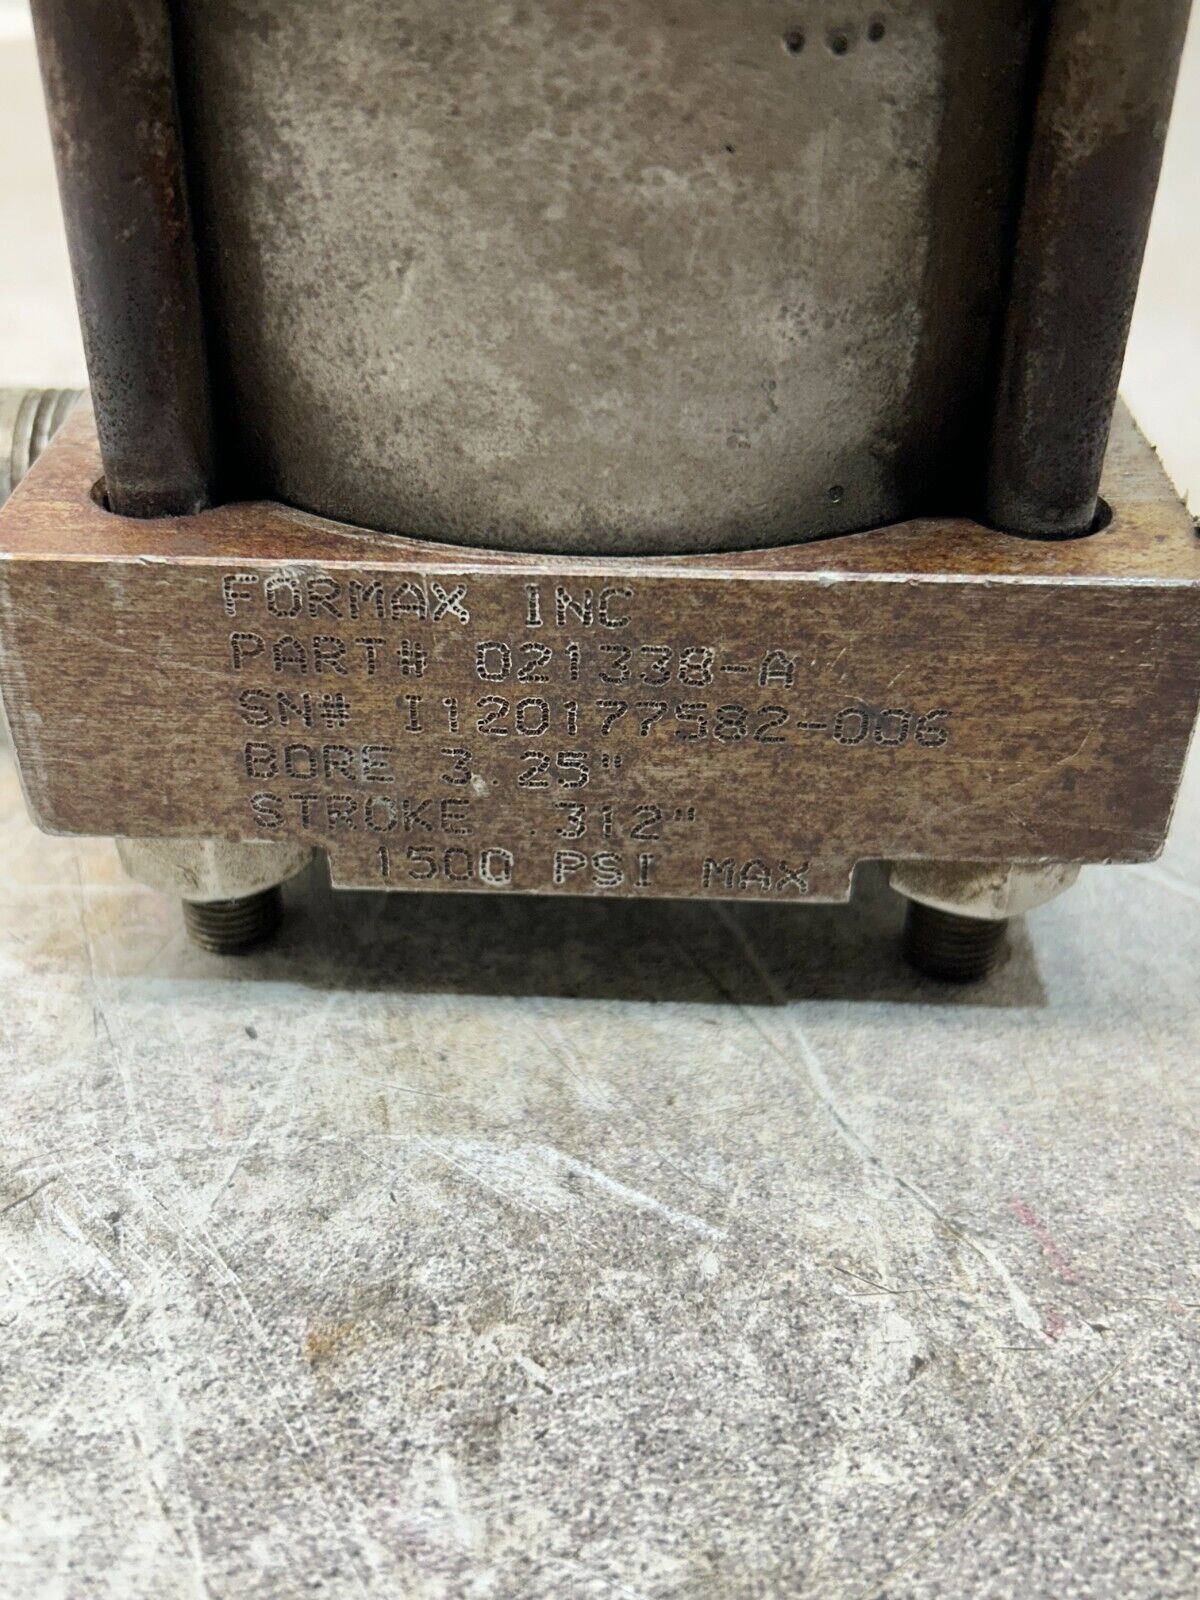 FORMAX INC
PART# 021338-A
SN# I120177582-006
BORE 3.25"
STROKE .312"
1500 PSI MAX